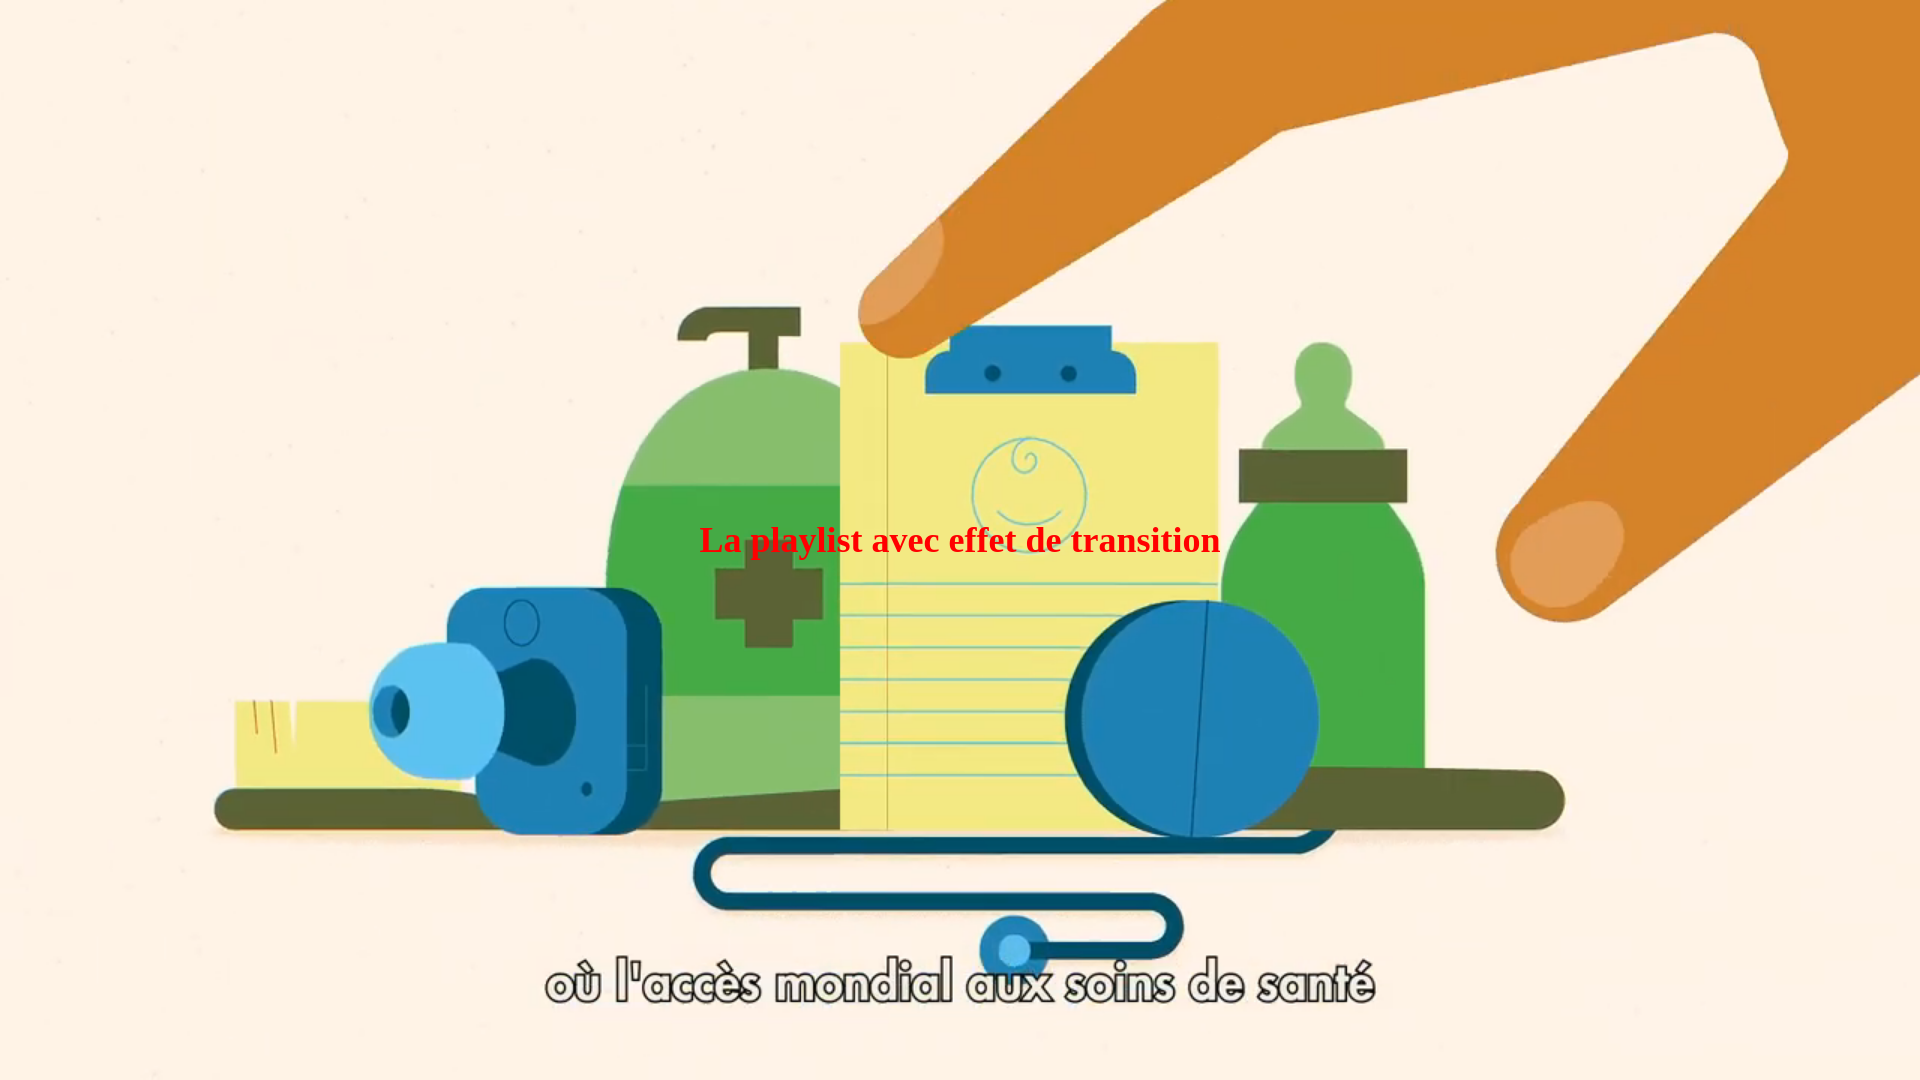 La playlist avec effet de transition
où l'accès mondial aux soins de santé